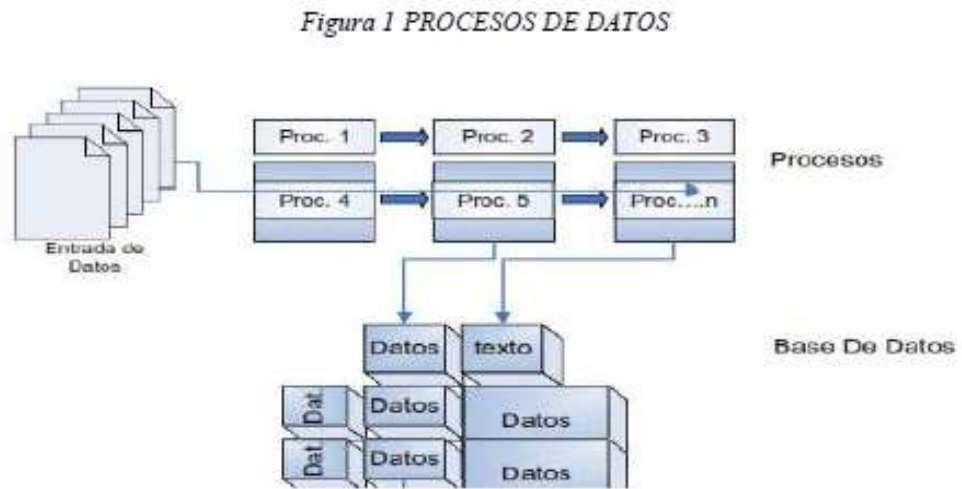 Figura 1 PROCESOS DE DATOS
Proc. 1
Proc. 2
Proc. 3
Procesos
Proc. 4
Proc. 5
Proc....n
Entrada de
Datos
Datos
texto
Base De Datos
Dat.
Datos
Datos
Dat.
Datos
Datos